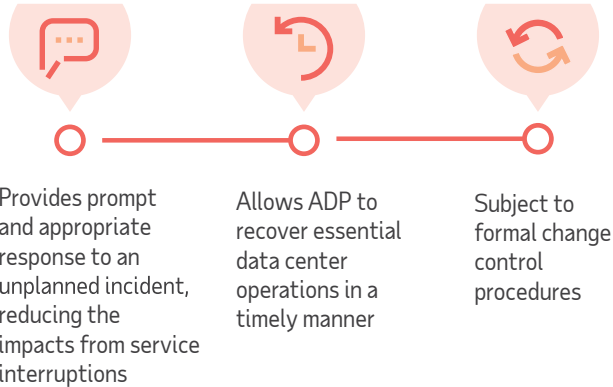 Provides prompt
and appropriate
response to an
unplanned incident,
reducing the
impacts from service
interruptions
Allows ADP to
recover essential
data center
operations in a
timely manner
Subject to
formal change
control
procedures